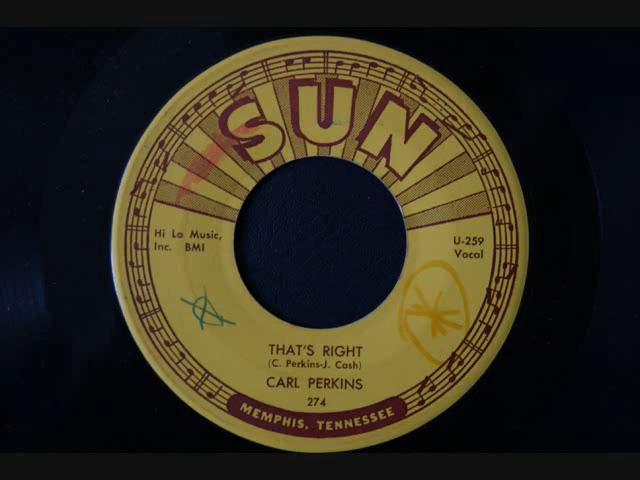 SUN
Hi Lo Music,
Inc. BMI
U-259
Vocal
THAT'S RIGHT
(C. Perkins-J. Cash)
CARL PERKINS
274
MEMPHIS, TENNESSEE